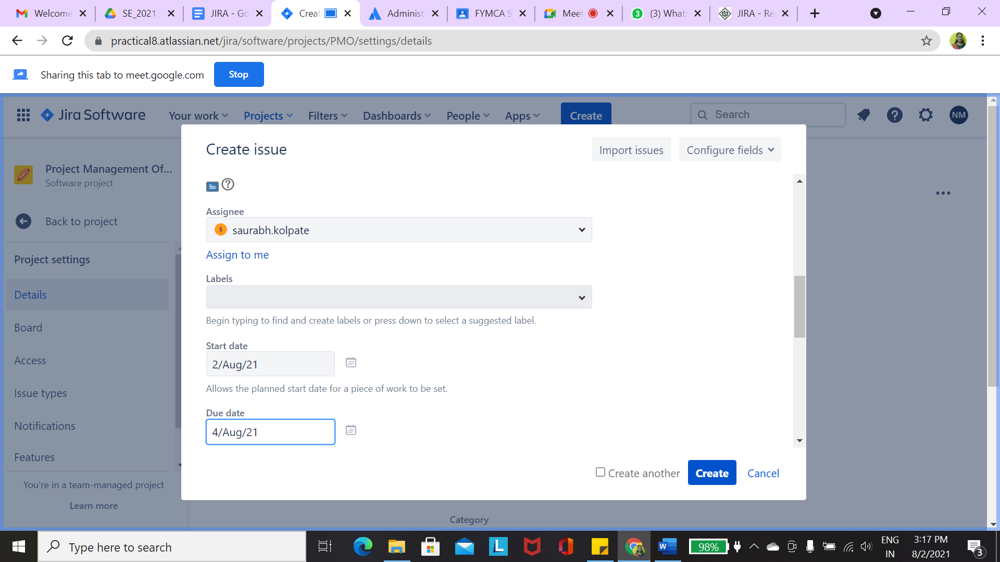 Welcome
SE_2021
JIRA - Go
Creat
Administ
FYMCA S
Meet
(3) Whats
JIRA - Re
practical8.atlassian.net/jira/software/projects/PMO/settings/details
Sharing this tab to meet.google.com
Stop
Jira Software
Your work
Projects
Filters
Dashboards
People
Apps
Create
Search
NM
Project Management Of...
Software project
Back to project
Project settings
Details
Board
Access
Issue types
Notifications
Features
You're in a team-managed project
Learn more
Create issue
Import issues
Configure fields
Assignee
S
saurabh.kolpate
Assign to me
Labels
Begin typing to find and create labels or press down to select a suggested label.
Start date
2/Aug/21
Allows the planned start date for a piece of work to be set.
Due date
4/Aug/21
Create another
Create
Cancel
Category
Type here to search
L
W
98%
ENG
IN
3:17 PM
8/2/2021
3